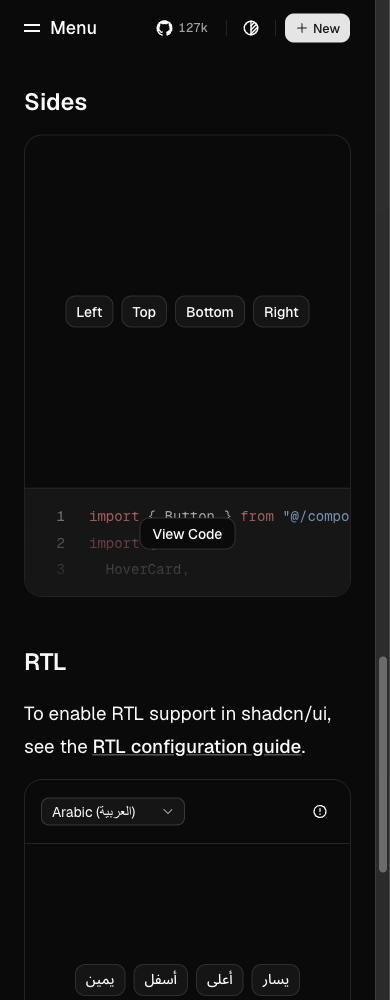 Menu
127k
New
Sides
Left
Top
Bottom
Right
1 import { Button } from "@/compo
2 import
3 HoverCard,
View Code
RTL
To enable RTL support in shadcn/ui,
see the RTL configuration guide.
Arabic (العربية)
يسار
أعلى
أسفل
يمين